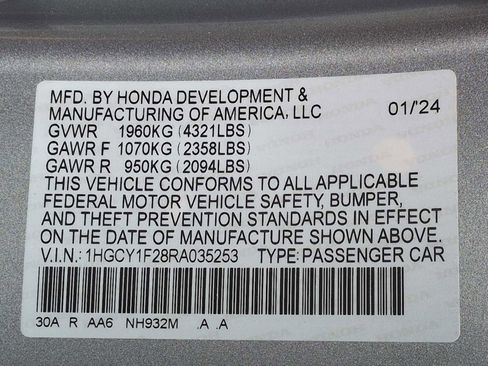 MFD. BY HONDA DEVELOPMENT &
MANUFACTURING OF AMERICA, LLC 01/'24
GVWR 1960KG (4321LBS)
GAWR F 1070KG (2358LBS)
GAWR R 950KG (2094LBS)
THIS VEHICLE CONFORMS TO ALL APPLICABLE
FEDERAL MOTOR VEHICLE SAFETY, BUMPER,
AND THEFT PREVENTION STANDARDS IN EFFECT
ON THE DATE OF MANUFACTURE SHOWN ABOVE.
V.I.N.: 1HGCY1F28RA035253 TYPE: PASSENGER CAR
30A R AA6 NH932M .A .A